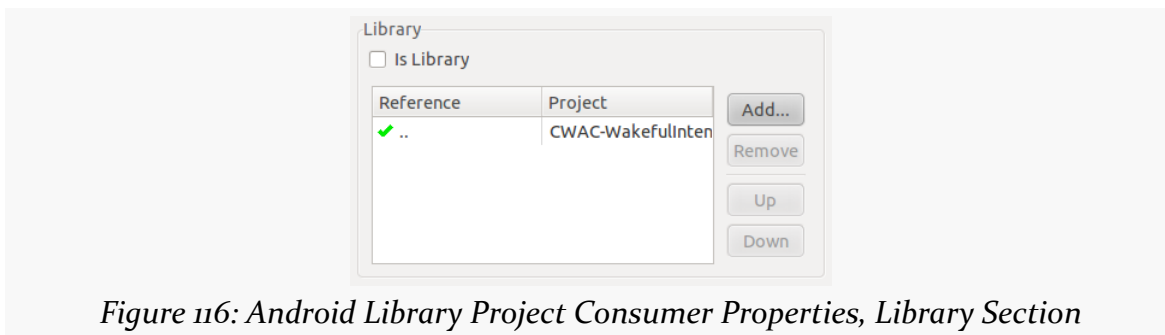 Library
Is Library
Reference Project
.. CWAC-WakefulInten
Add...
Remove
Up
Down
Figure 116: Android Library Project Consumer Properties, Library Section